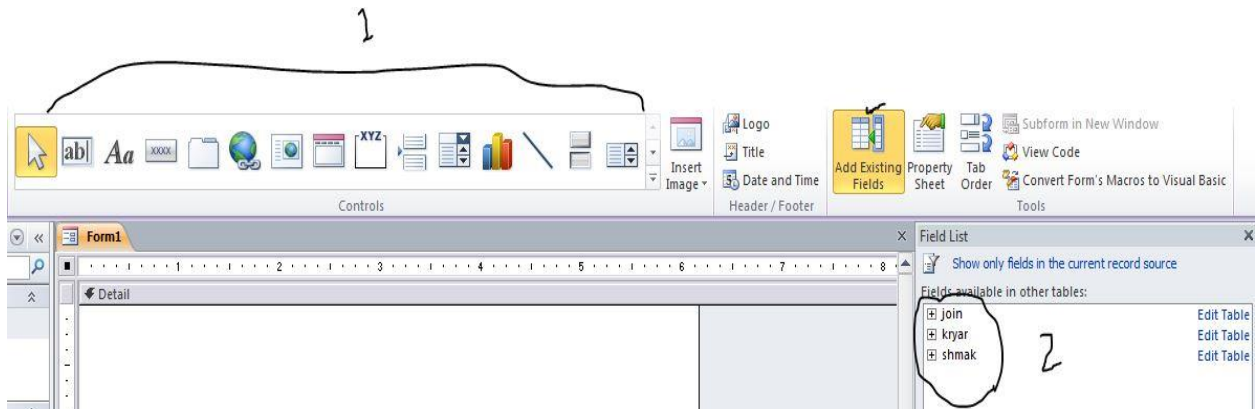 1
ab|
Aa
XXXX
XYZ
Insert
Image
Logo
Title
Date and Time
Add Existing
Fields
Property
Sheet
Tab
Order
Subform in New Window
View Code
Convert Form's Macros to Visual Basic
Controls
Header / Footer
Tools
Form1
Field List
1 2 3 4 5 6 7 8
Show only fields in the current record source
Detail
Fields available in other tables:
join Edit Table
kryar Edit Table
shmak Edit Table
2